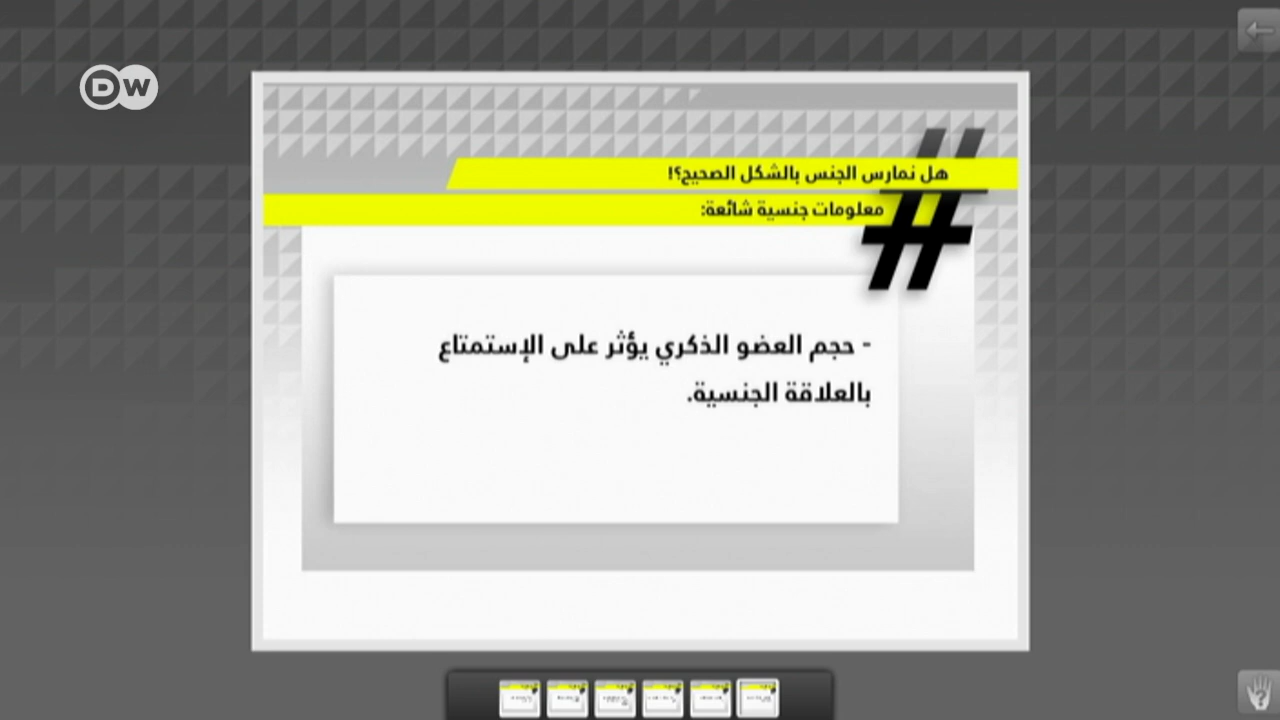 DW
هل نمارس الجنس بالشكل الصحيح؟!
معلومات جنسية شائعة:
- حجم العضو الذكري يؤثر على الإستمتاع
بالعلاقة الجنسية.